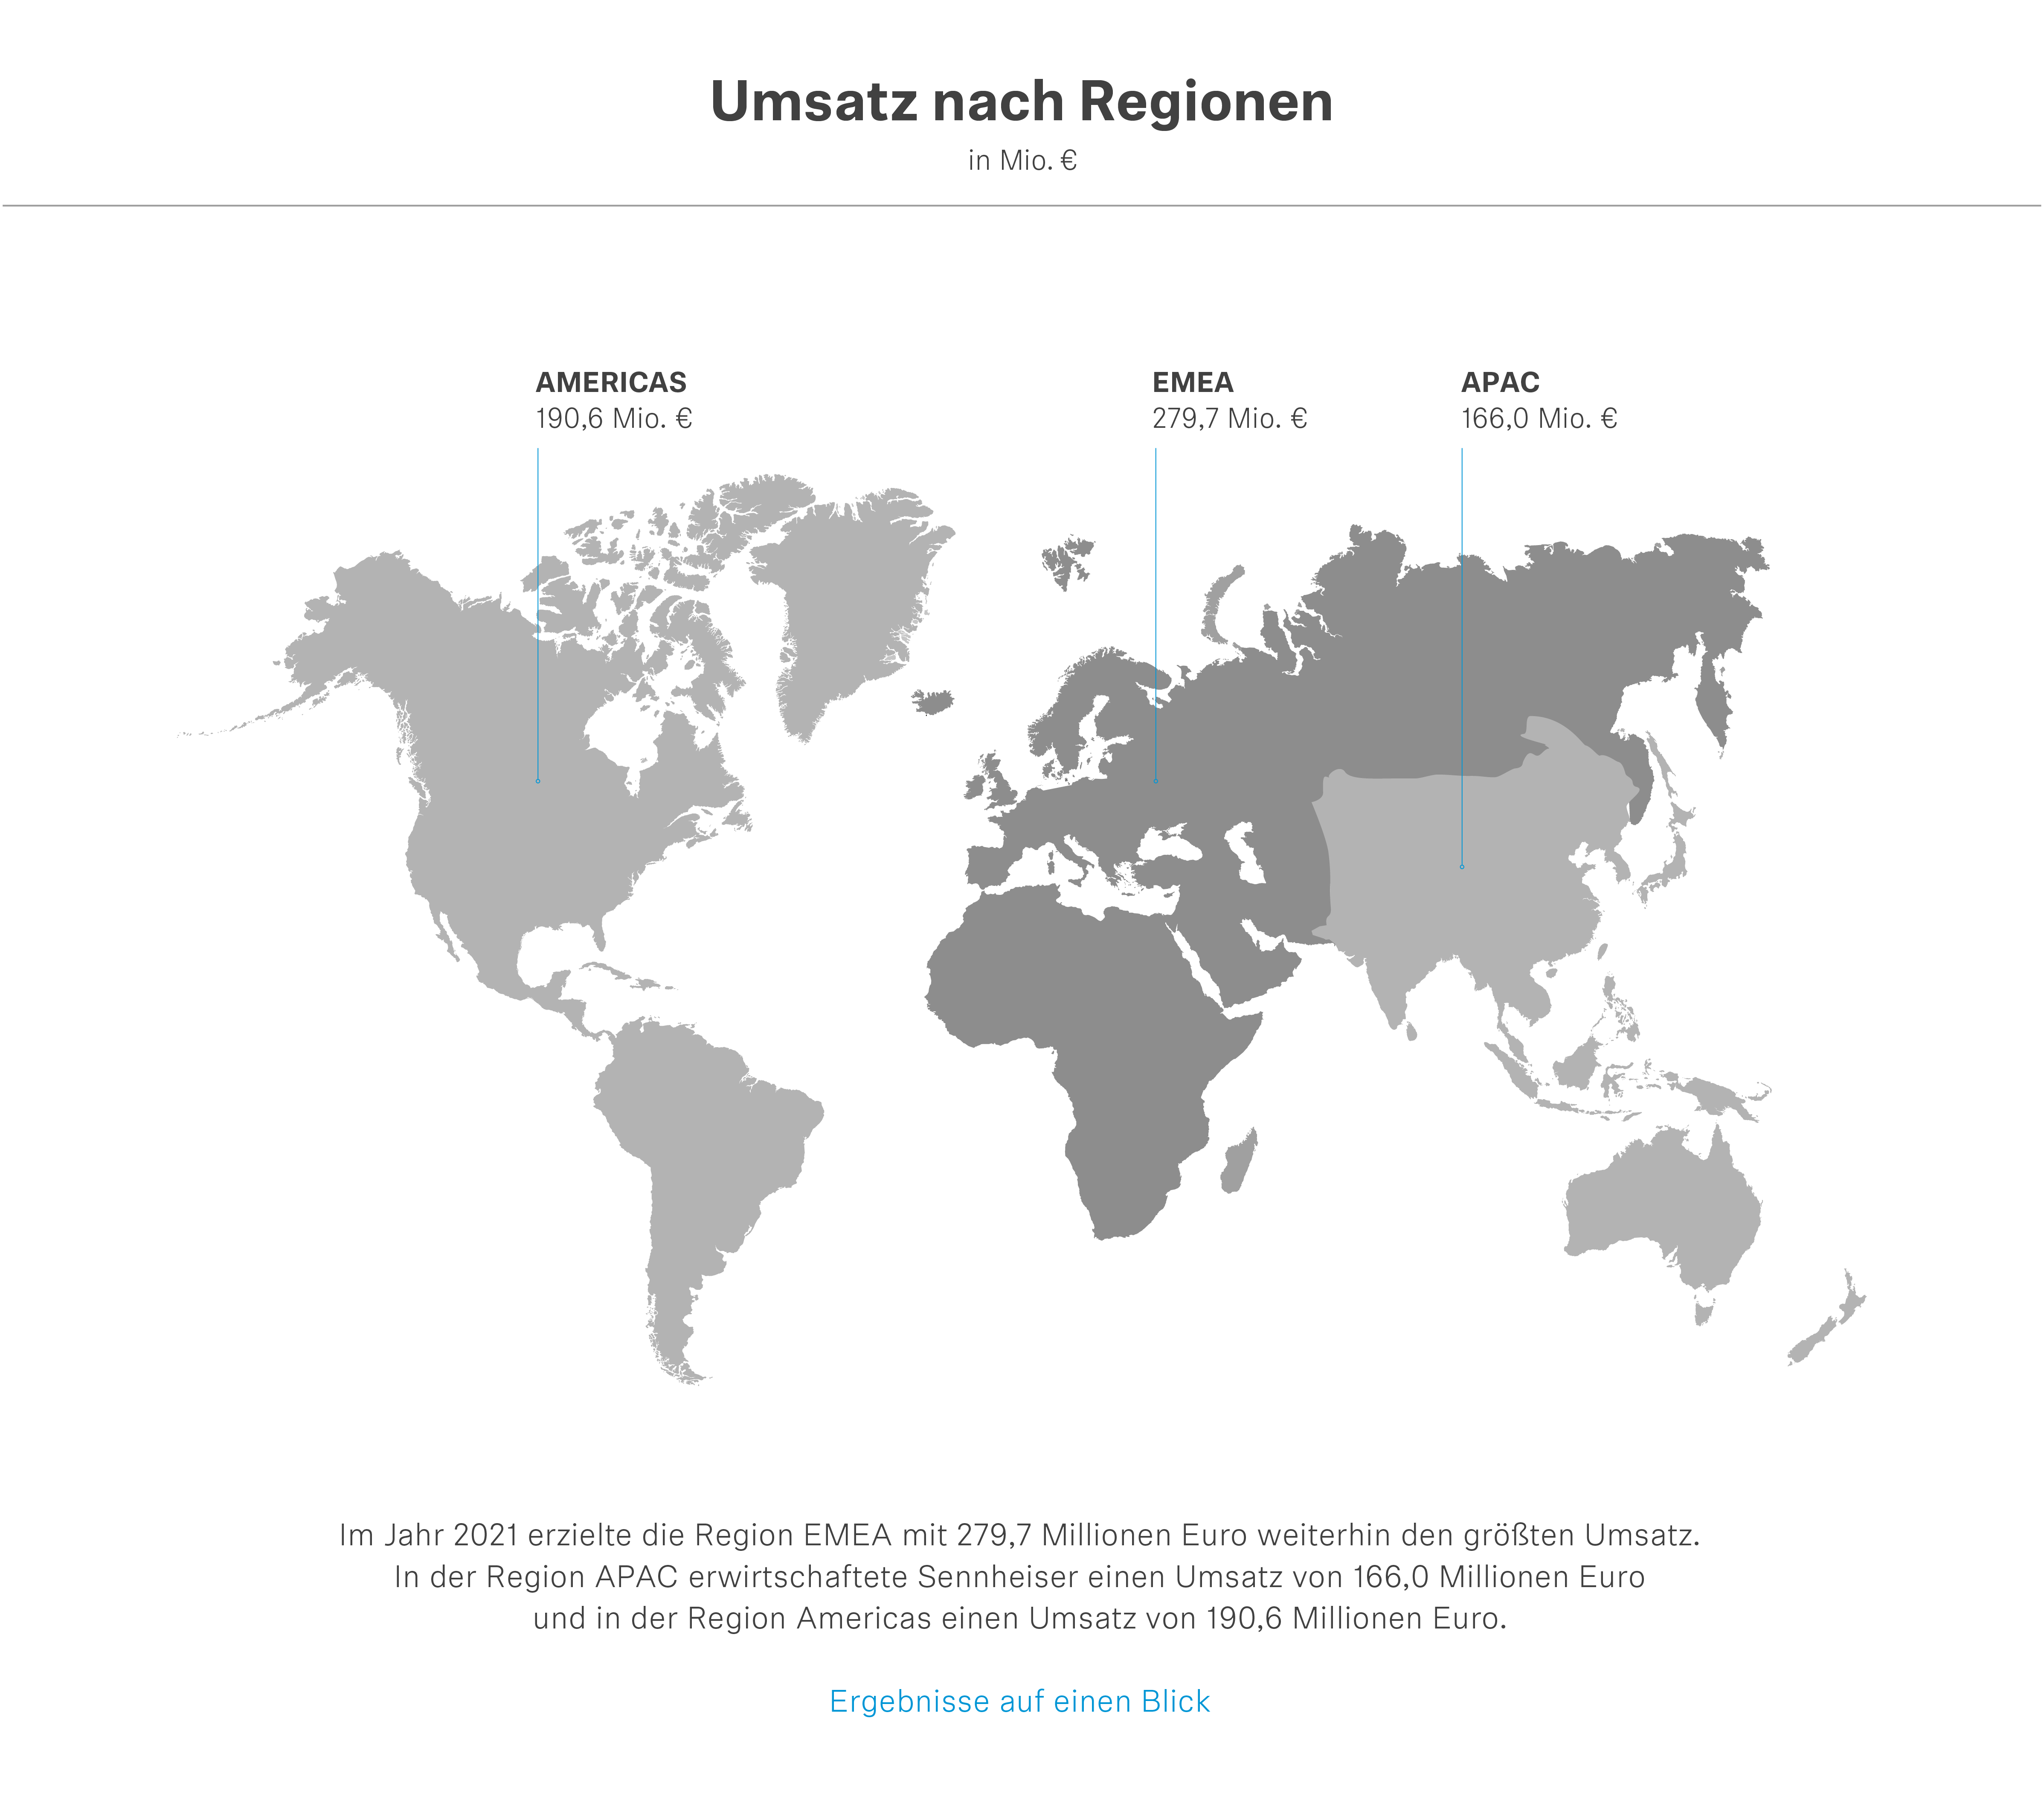 Umsatz nach Regionen
in Mio. €
AMERICAS
190,6 Mio. €
EMEA
279,7 Mio. €
APAC
166,0 Mio. €
Im Jahr 2021 erzielte die Region EMEA mit 279,7 Millionen Euro weiterhin den größten Umsatz.
In der Region APAC erwirtschaftete Sennheiser einen Umsatz von 166,0 Millionen Euro
und in der Region Americas einen Umsatz von 190,6 Millionen Euro.
Ergebnisse auf einen Blick